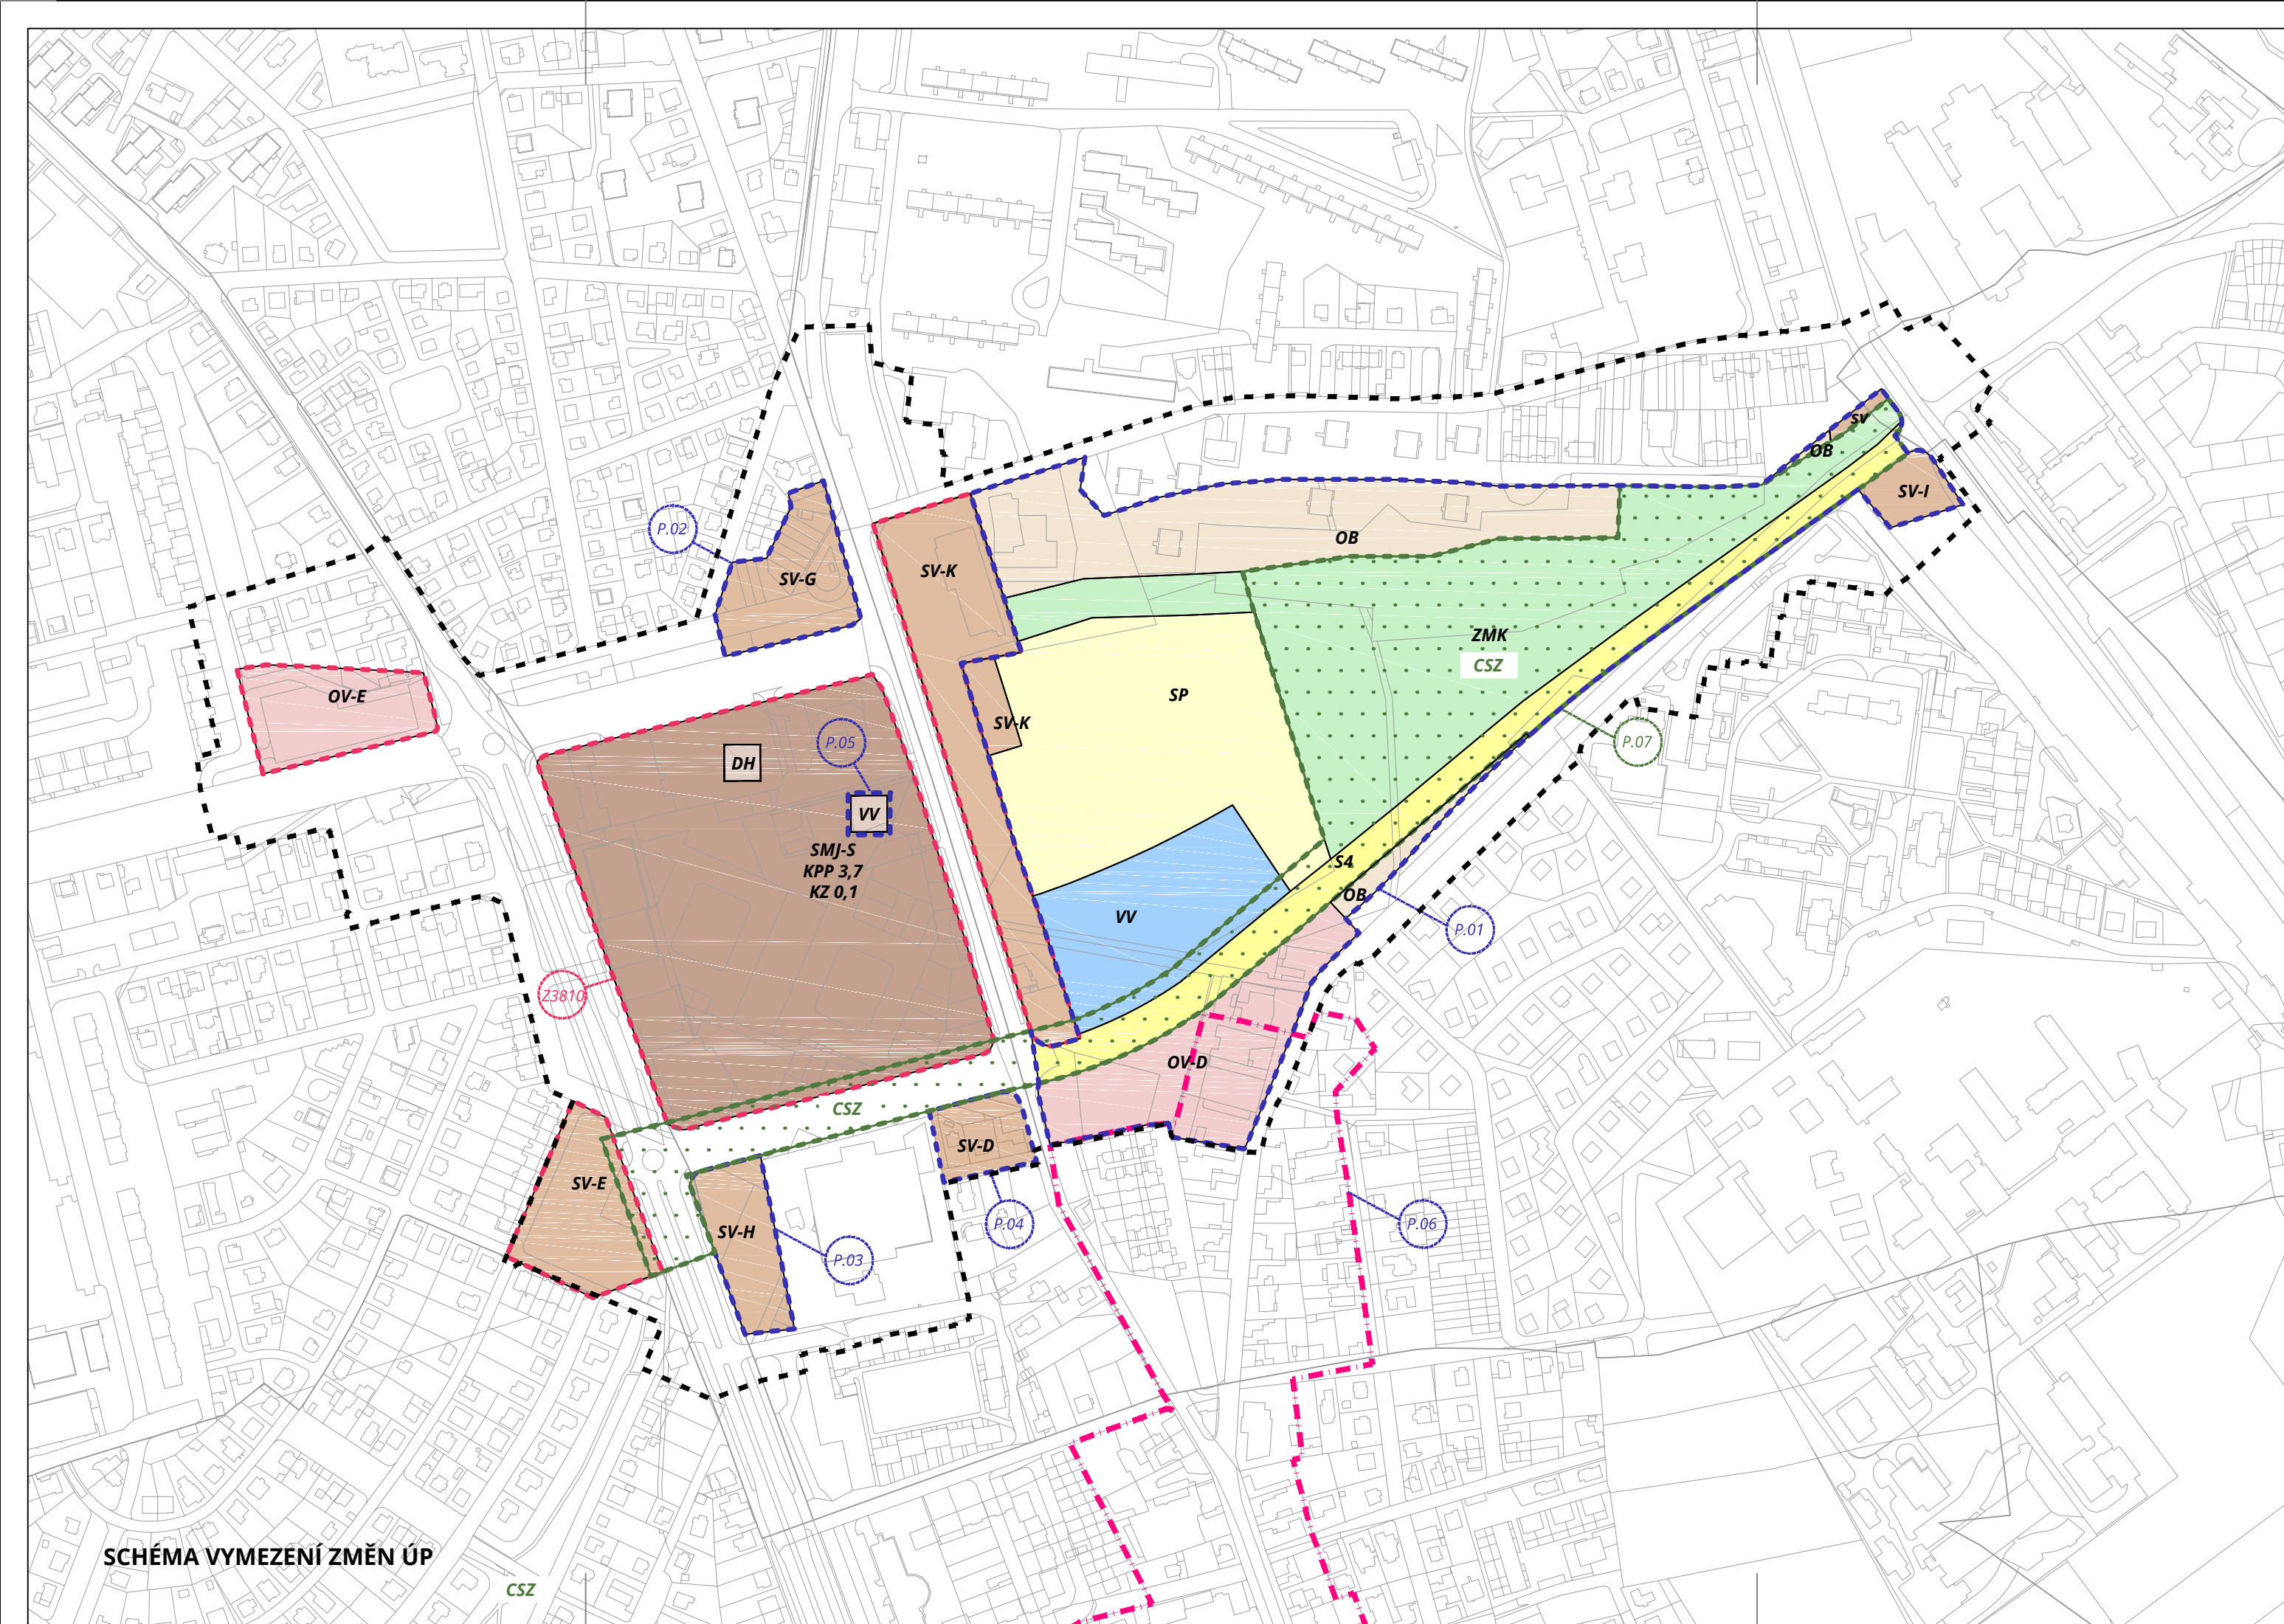 SV
OB
SV-I
P.02
OB
SV-K
SV-G
ZMK
CSZ
OV-E
SP
SV-K
P.05
P.07
DH
VV
SMJ-S
KPP 3,7
KZ 0,1
S4
OB
VV
P.01
Z3810
OV-D
CSZ
SV-D
SV-E
P.04
P.06
SV-H
P.03
SCHÉMA VYMEZENÍ ZMĚN ÚP
CSZ